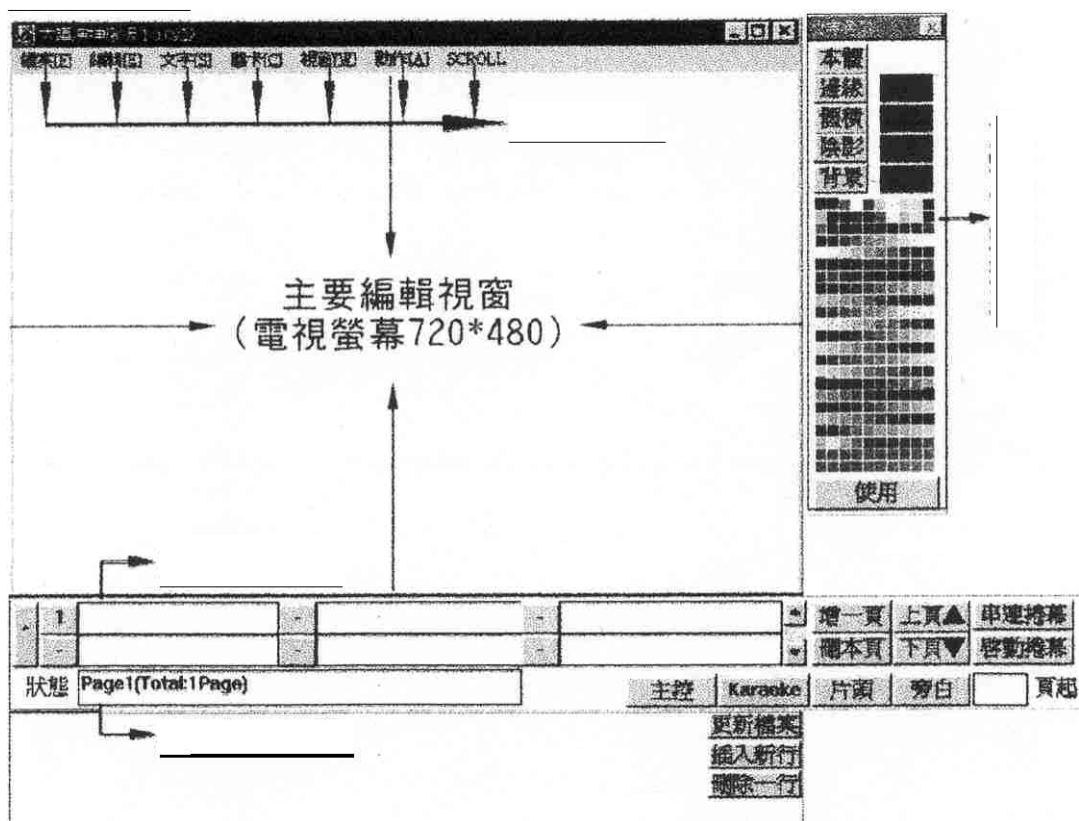 檔案[F] 編輯[E] 文字[S] 圖卡[C] 視窗[W] 動作[A] SCROLL
本體
邊緣
體積
陰影
背景
主要編輯視窗
(電視螢幕720*480)
使用
1 - -
- - -
增一頁 上頁▲ 串連捲幕
刪本頁 下頁▼ 啓動捲幕
狀態 Page1(Total:1Page) 主控 Karaoke 片頭 旁白 頁起
更新檔案
插入新行
刪除一行